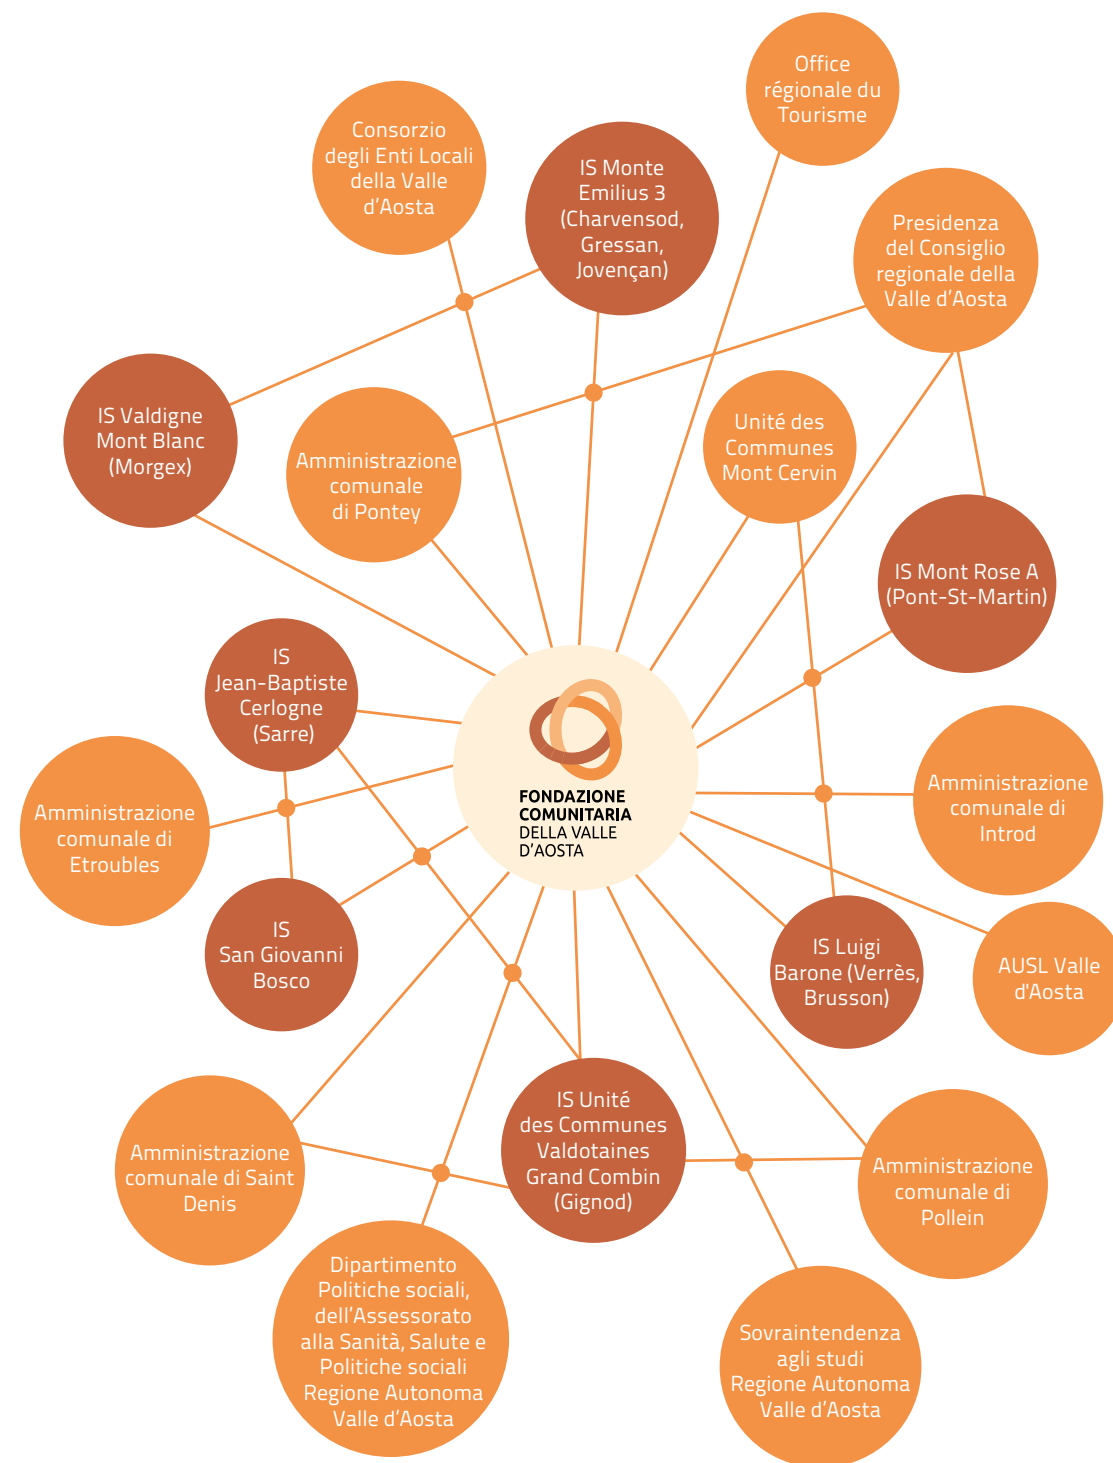 Office
régionale du
Tourisme
Consorzio
degli Enti Locali
della Valle
d'Aosta
IS Monte
Emilius 3
(Charvensod,
Gressan,
Jovençan)
Presidenza
del Consiglio
regionale della
Valle d'Aosta
IS Valdigne
Mont Blanc
(Morgex)
Amministrazione
comunale
di Pontey
Unité des
Communes
Mont Cervin
IS Mont Rose A
(Pont-St-Martin)
IS
Jean-Baptiste
Cerlogne
(Sarre)
FONDAZIONE
COMUNITARIA
DELLA VALLE
D'AOSTA
Amministrazione
comunale di
Etroubles
Amministrazione
comunale di
Introd
IS
San Giovanni
Bosco
IS Luigi
Barone (Verrès,
Brusson)
AUSL Valle
d'Aosta
IS Unité
des Communes
Valdotaines
Grand Combin
(Gignod)
Amministrazione
comunale di Saint
Denis
Amministrazione
comunale di
Pollein
Dipartimento
Politiche sociali,
dell'Assessorato
alla Sanità, Salute e
Politiche sociali
Regione Autonoma
Valle d'Aosta
Sovraintendenza
agli studi
Regione Autonoma
Valle d'Aosta